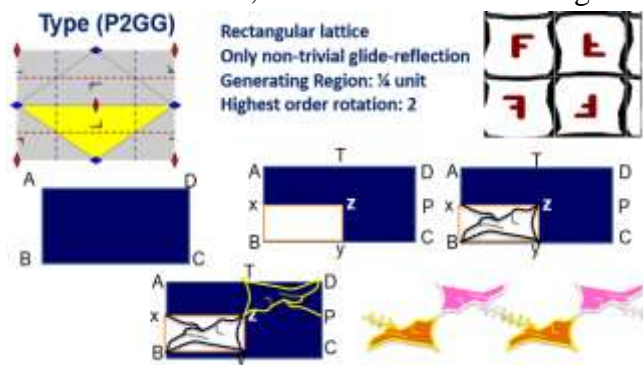 Type (P2GG)
Rectangular lattice
Only non-trivial glide-reflection
Generating Region: ¼ unit
Highest order rotation: 2
F
A D
B C
A T D
x z P
B y C
A T D
x z P
B y C
A T D
x z P
B y C